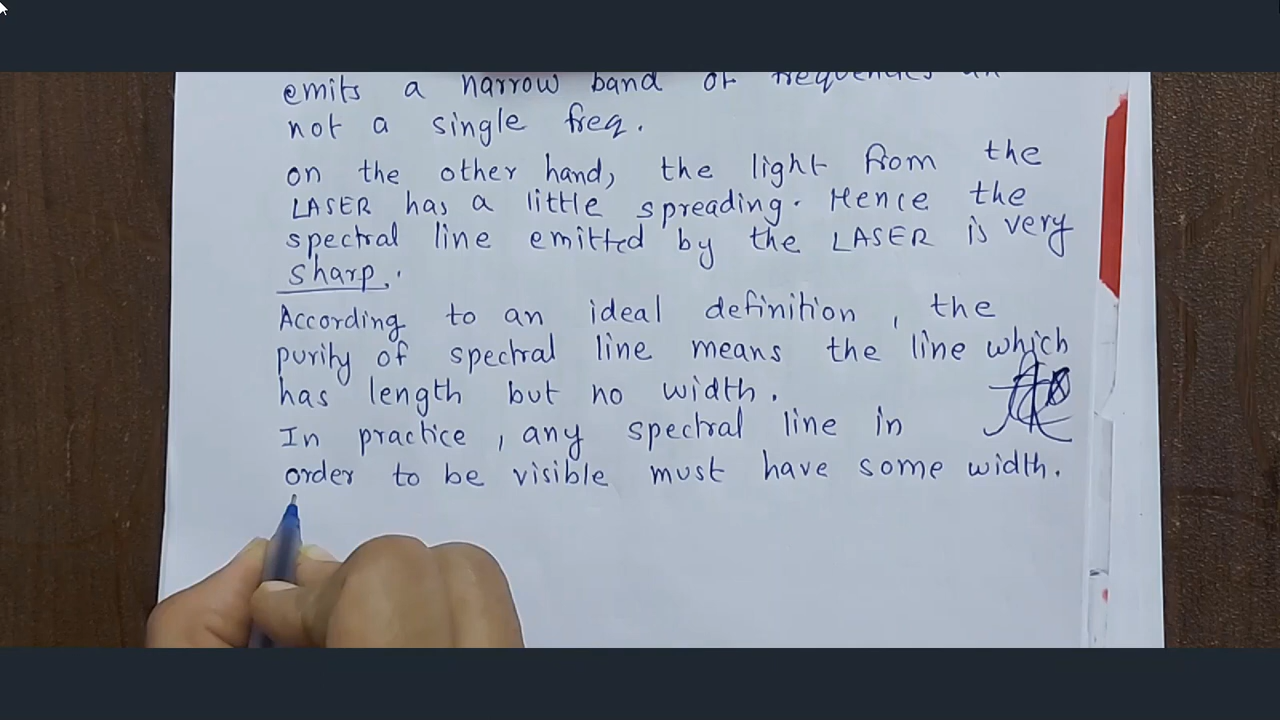 emits a narrow band of frequencies
not a single freq.
on the other hand, the light from the
LASER has a little spreading. Hence the
spectral line emitted by the LASER is very
sharp.
According to an ideal definition, the
purity of spectral line means the line which
has length but no width.
In practice, any spectral line in
order to be visible must have some width.